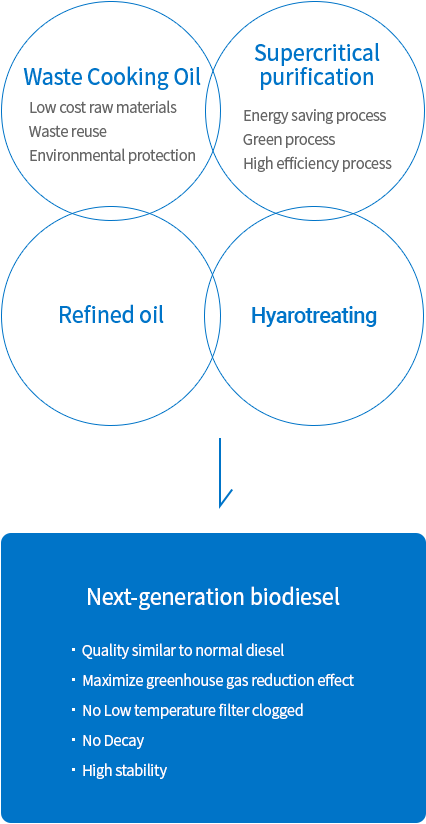 Waste Cooking Oil
Low cost raw materials
Waste reuse
Environmental protection
Supercritical
purification
Energy saving process
Green process
High efficiency process
Refined oil
Hyarotreating
Next-generation biodiesel
· Quality similar to normal diesel
· Maximize greenhouse gas reduction effect
· No Low temperature filter clogged
· No Decay
· High stability